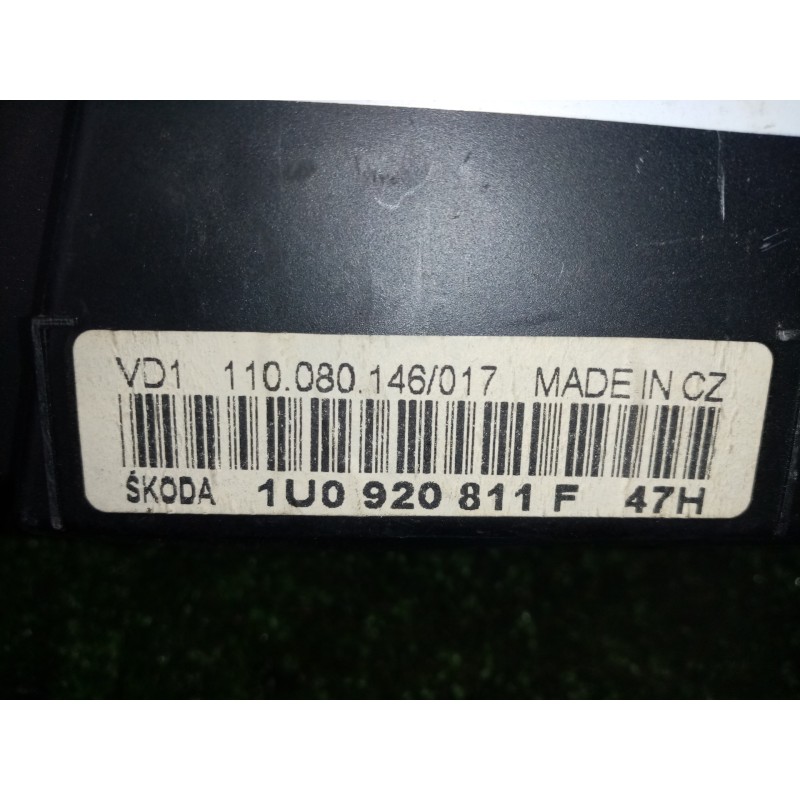 VD1 110.080.146/017 MADE IN CZ
ŠKODA 1U0 920 811 F 47H